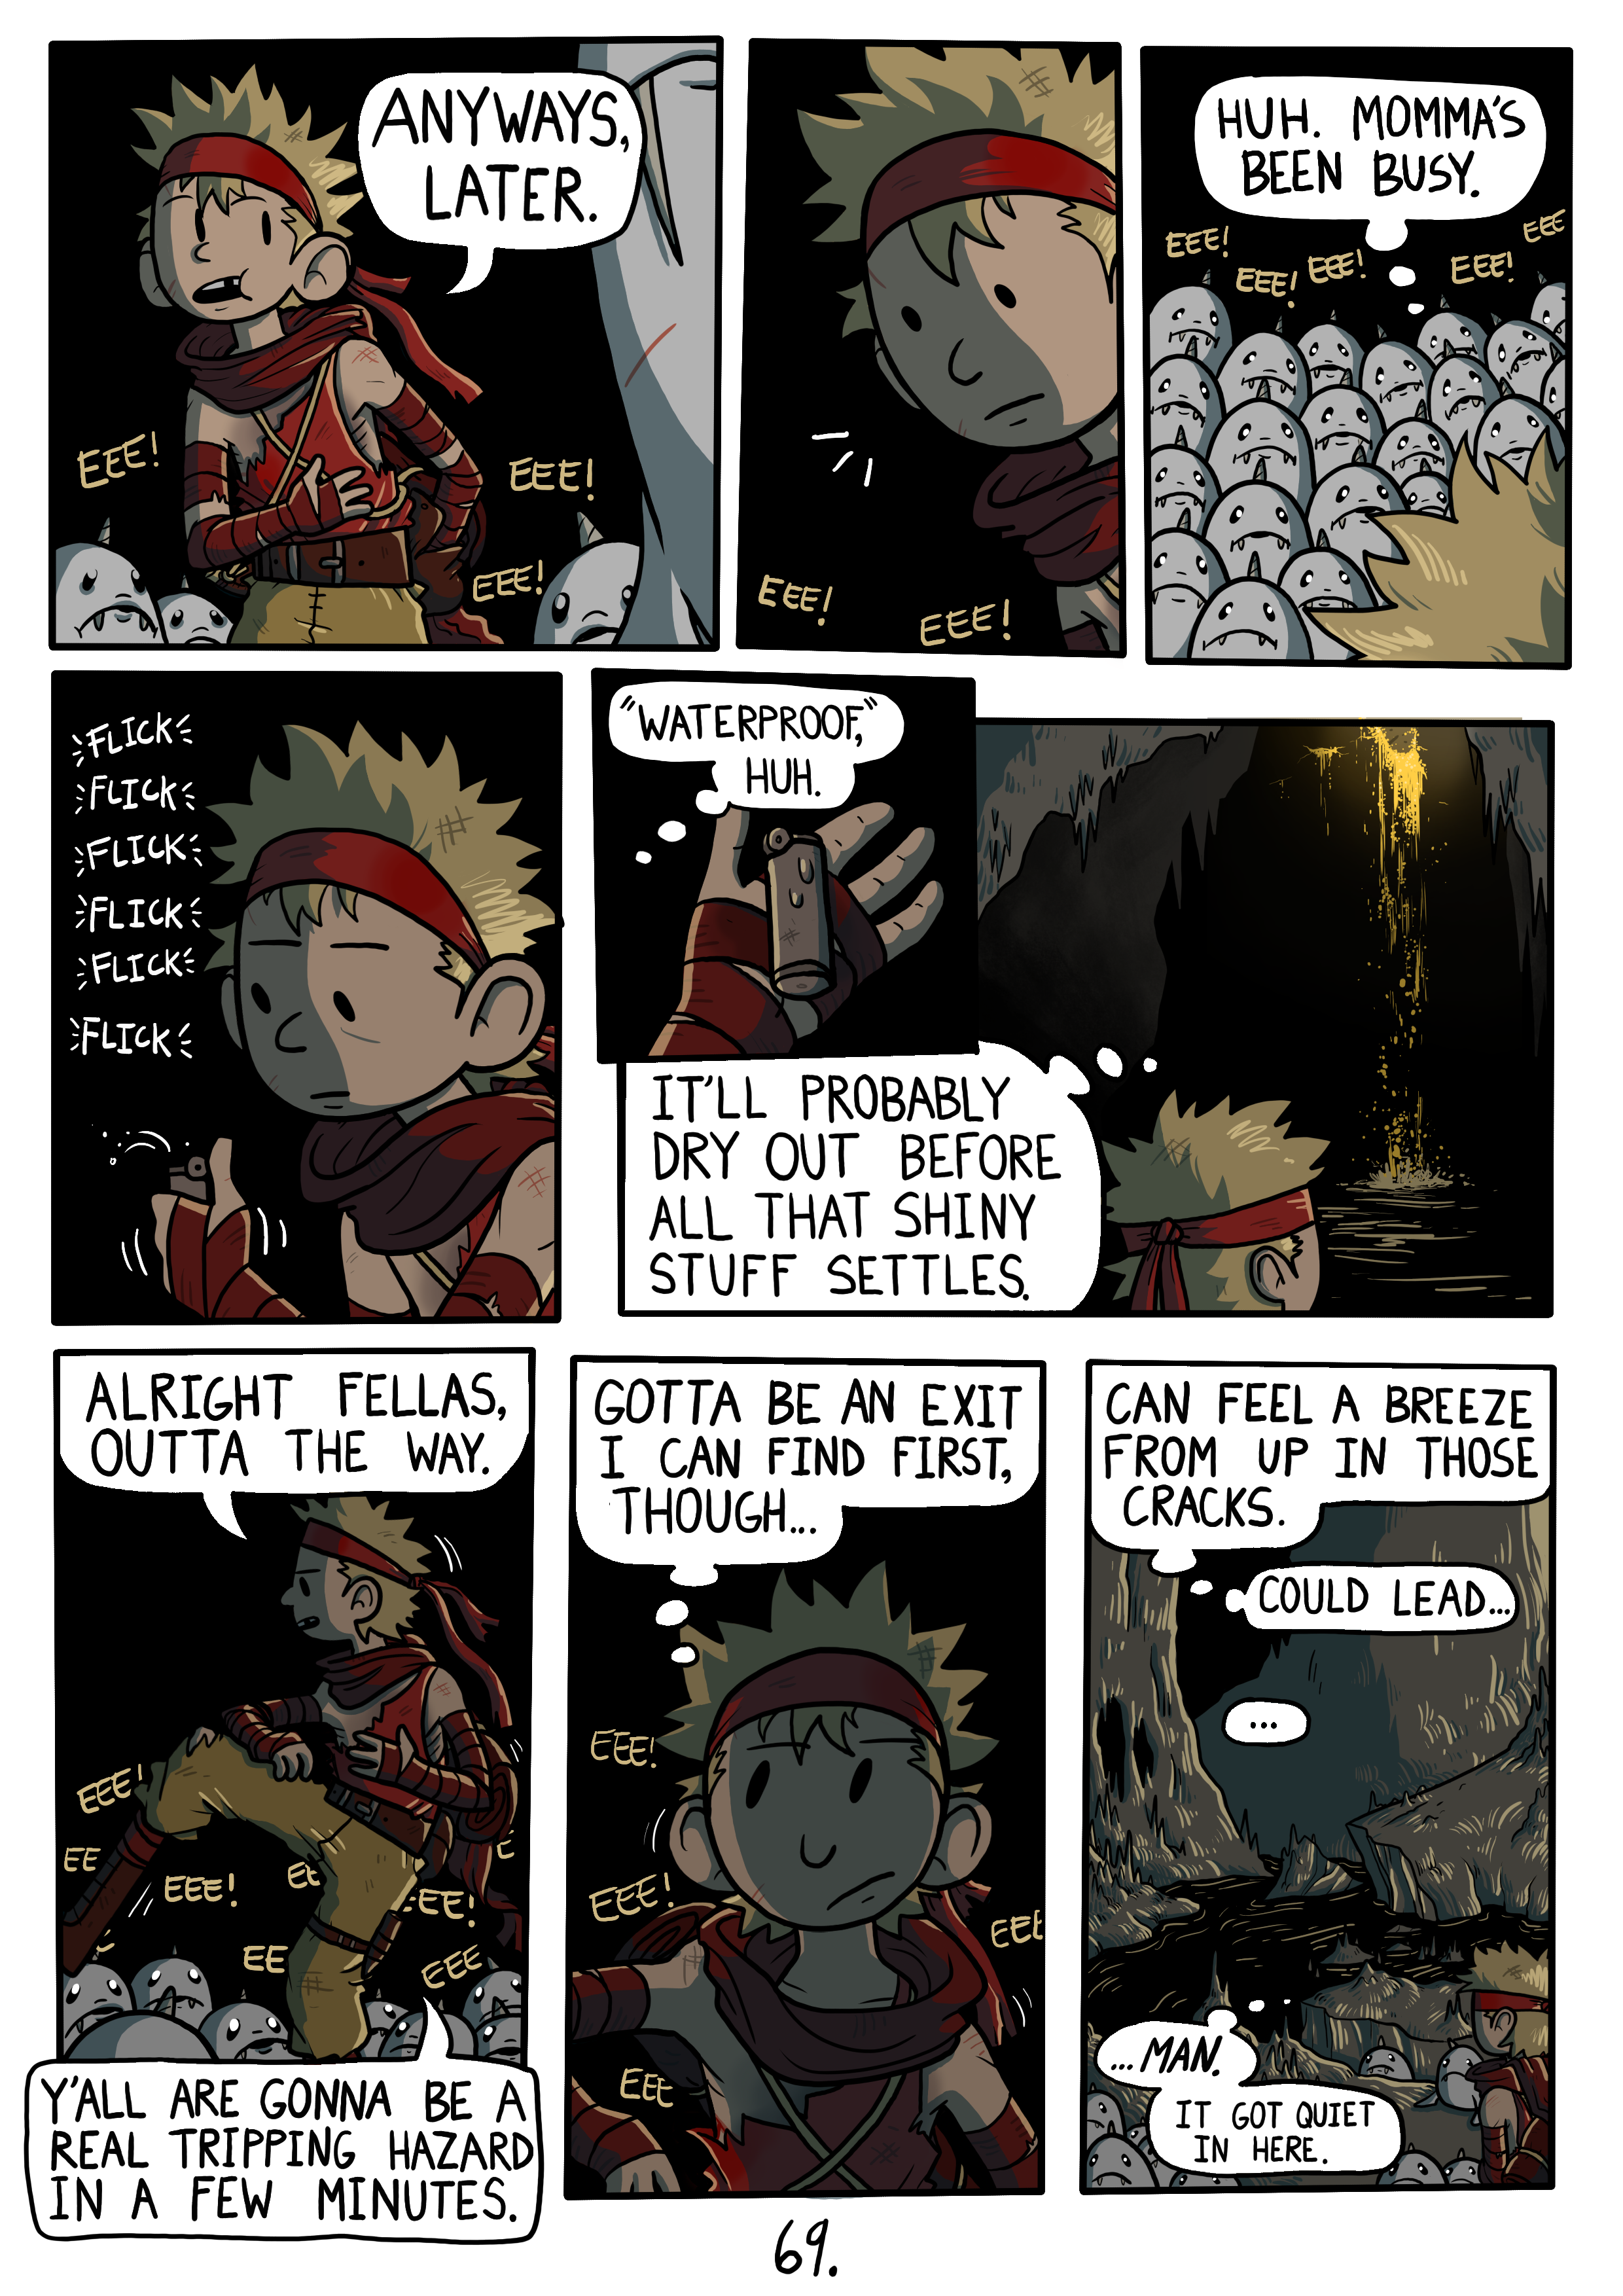 ANYWAYS,
LATER.
EEE!
EEE!
EEE!
EEE!
EEE!
HUH. MOMMA'S
BEEN BUSY.
EEE!
EEE!
EEE!
EEE!
EEE
FLICK
FLICK
FLICK
FLICK
FLICK
FLICK
"WATERPROOF,"
HUH.
IT'LL PROBABLY
DRY OUT BEFORE
ALL THAT SHINY
STUFF SETTLES.
ALRIGHT FELLAS,
OUTTA THE WAY.
EEE!
EE
EEE!
EE
E
EEE!
EE
EEE
Y'ALL ARE GONNA BE A
REAL TRIPPING HAZARD
IN A FEW MINUTES.
GOTTA BE AN EXIT
I CAN FIND FIRST,
THOUGH...
EEE!
EEE!
EEE
EEE
CAN FEEL A BREEZE
FROM UP IN THOSE
CRACKS.
COULD LEAD...
...
...MAN.
IT GOT QUIET
IN HERE.
69.